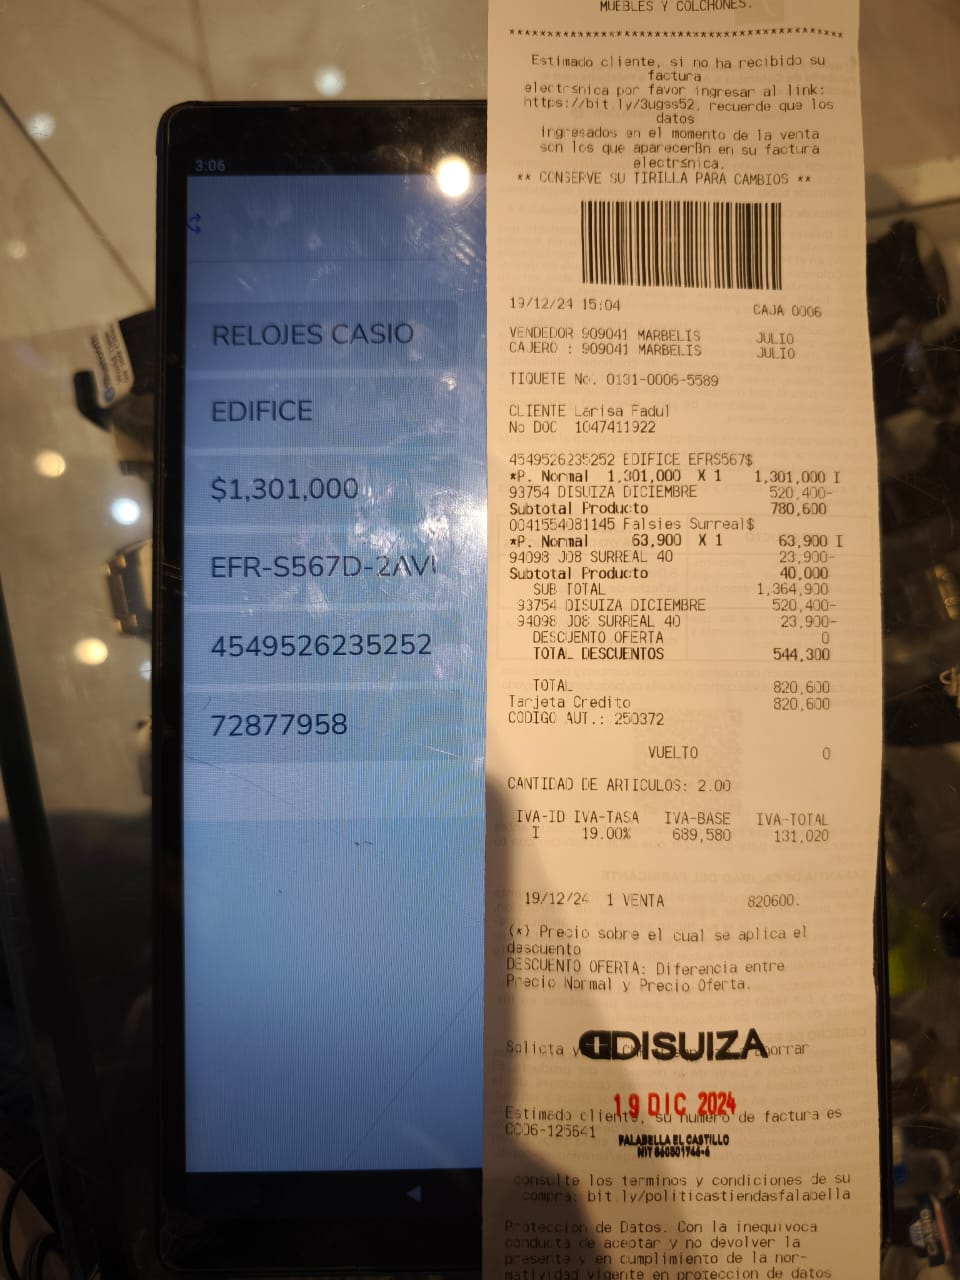 3:06
RELOJES CASIO
EDIFICE
$1,301,000
EFR-S567D-2AV
4549526235252
72877958
MUEBLES Y COLCHONES.
********************************************
Estimado cliente, si no ha recibido su
factura
electrsnica por favor ingresar al link:
https://bit.ly/3ugss52, recuerde que los
datos
ingresados en el momento de la venta
son los que aparecerBn en su factura
electrsnica.
** CONSERVE SU TIRILLA PARA CAMBIOS **
19/12/24 15:04 CAJA 0006
VENDEDOR 909041 MARBELIS JULIO
CAJERO : 909041 MARBELIS JULIO
TIQUETE No. 0131-0006-5589
CLIENTE Larisa Fadul
No DOC 1047411922
4549526235252 EDIFICE EFRS567$
*P. Normal 1,301,000 X 1 1,301,000 I
93754 DISUIZA DICIEMBRE 520,400-
Subtotal Producto 780,600
0041554081145 Falsies Surreal$
*P. Normal 63,900 X 1 63,900 I
94098 JO8 SURREAL 40 23,900-
Subtotal Producto 40,000
SUB TOTAL 1,364,900
93754 DISUIZA DICIEMBRE 520,400-
94098 JO8 SURREAL 40 23,900-
DESCUENTO OFERTA 0
TOTAL DESCUENTOS 544,300
TOTAL 820,600
Tarjeta Credito 820,600
CODIGO AUT.: 250372
VUELTO 0
CANTIDAD DE ARTICULOS: 2.00
IVA-ID IVA-TASA IVA-BASE IVA-TOTAL
I 19.00% 689,580 131,020
19/12/24 1 VENTA 820600.
(*) Precio sobre el cual se aplica el
descuento
DESCUENTO OFERTA: Diferencia entre
Precio Normal y Precio Oferta.
DISUIZA
Solicta y
19 DIC 2024
Estimado cliente, su numero de factura es
CO06-125641
FALABELLA EL CASTILLO
NIT 860501746-6
consulte los terminos y condiciones de su
compra: bit.ly/politicastiendasfalabella
Proteccion de Datos. Con la inequivoca
conducta de aceptar y no devolver la
presente y en cumplimiento de la nor-
matividad vigente en proteccion de datos